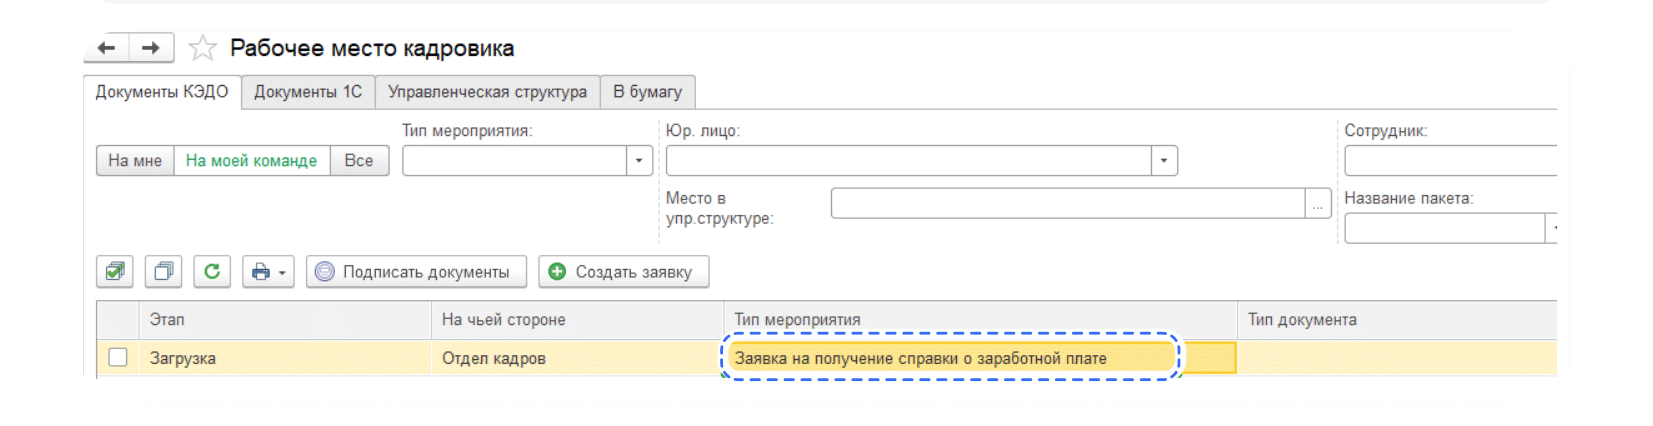 Рабочее место кадровика
Документы КЭДО Документы 1С Управленческая структура В бумагу
Тип мероприятия: Юр. лицо: Сотрудник:
На мне На моей команде Все
Место в упр.структуре: ... Название пакета:
Подписать документы Создать заявку
Этап На чьей стороне Тип мероприятия Тип документа
Загрузка Отдел кадров Заявка на получение справки о заработной плате